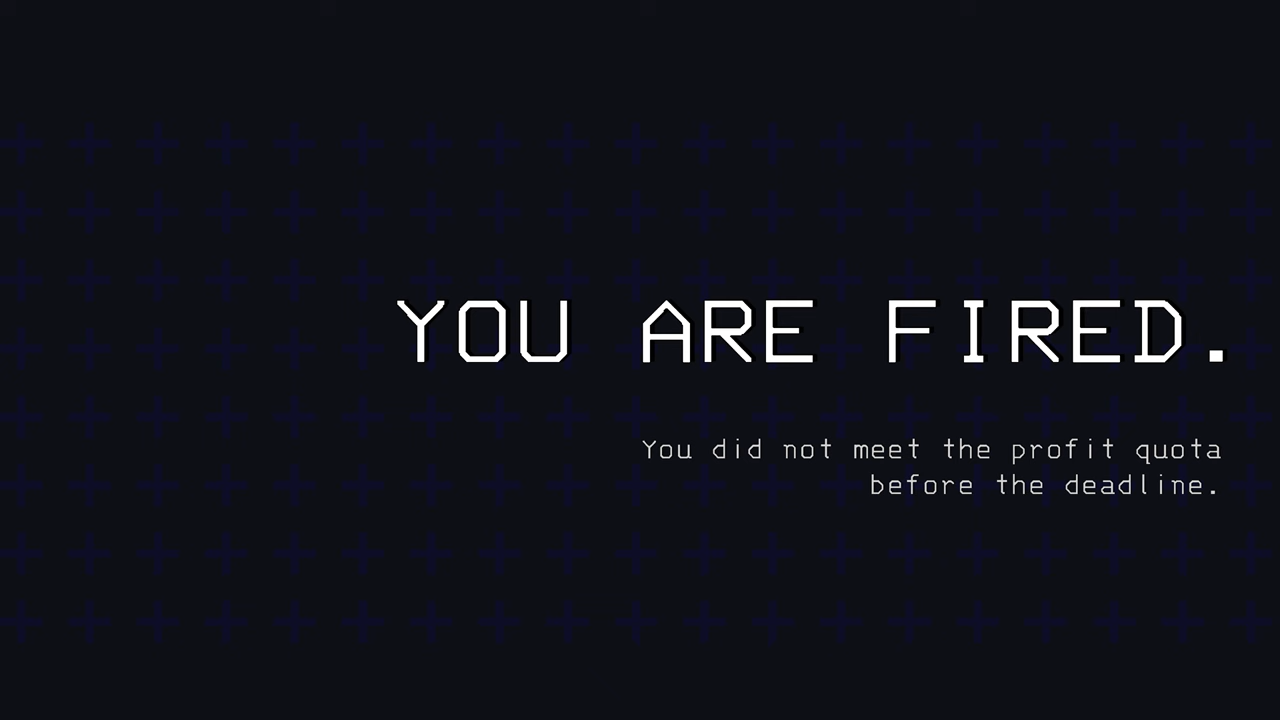 YOU ARE FIRED.
You did not meet the profit quota
before the deadline.